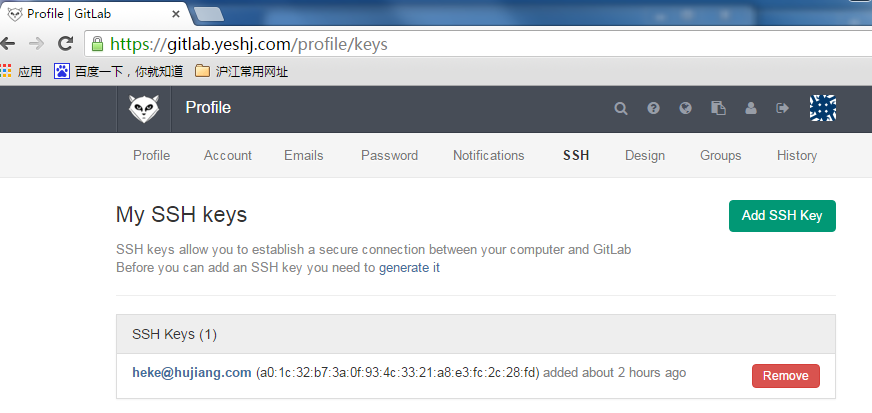 Profile | GitLab
https://gitlab.yeshj.com/profile/keys
应用 百度一下，你就知道 沪江常用网址
Profile
Profile Account Emails Password Notifications SSH Design Groups History
My SSH keys
Add SSH Key
SSH keys allow you to establish a secure connection between your computer and GitLab
Before you can add an SSH key you need to generate it
SSH Keys (1)
heke@hujiang.com (a0:1c:32:b7:3a:0f:93:4c:33:21:a8:e3:fc:2c:28:fd) added about 2 hours ago Remove